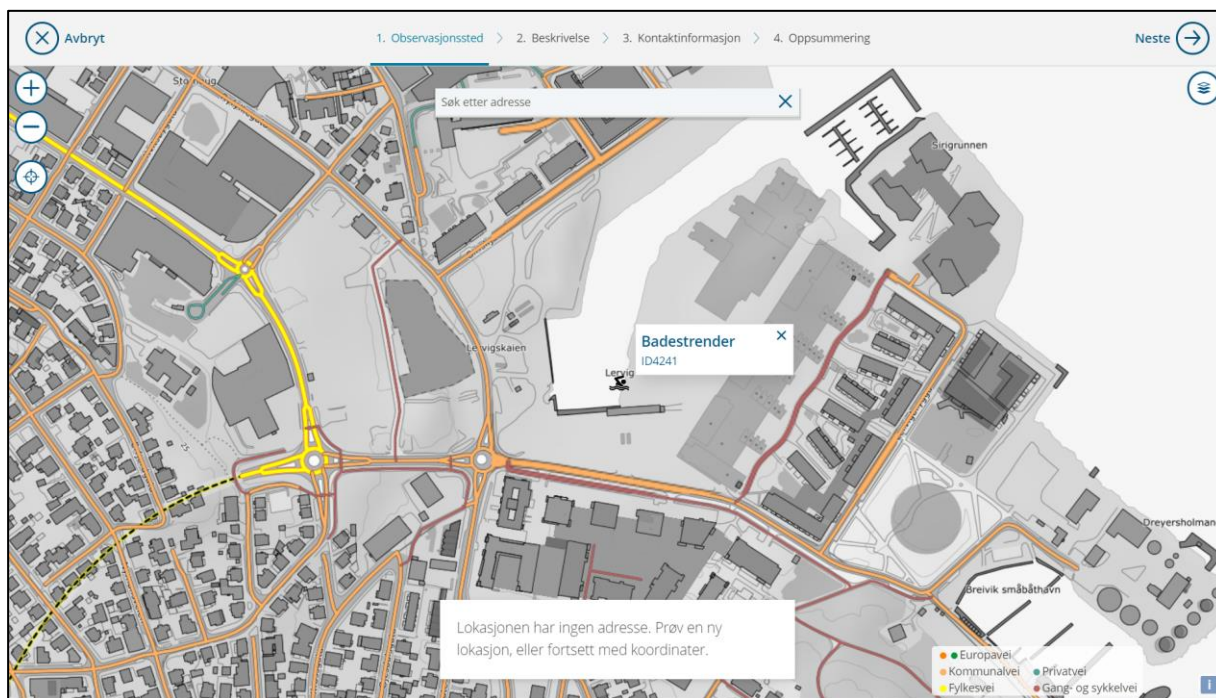 Avbryt
1. Observasjonssted > 2. Beskrivelse > 3. Kontaktinformasjon > 4. Oppsummering
Neste
Søk etter adresse
Sirigrunnen
Badestrender
ID4241
Lervigskaien
Lervig
Dreyersholmen
Breivik småbåthavn
Lokasjonen har ingen adresse. Prøv en ny
lokasjon, eller fortsett med koordinater.
Europavei
Kommunalvei Privatvei
Fylkesvei Gang- og sykkelvei